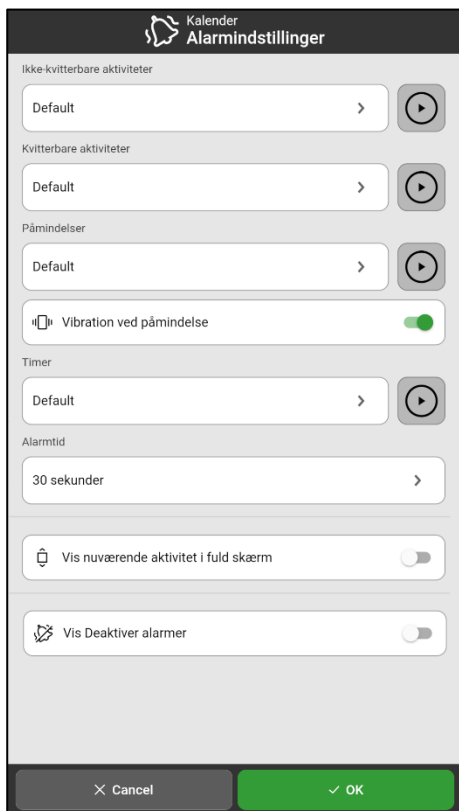 Kalender
Alarmindstillinger
Ikke-kvitterbare aktiviteter
Default
Kvitterbare aktiviteter
Default
Påmindelser
Default
Vibration ved påmindelse
Timer
Default
Alarmtid
30 sekunder
Vis nuværende aktivitet i fuld skærm
Vis Deaktiver alarmer
Cancel
OK